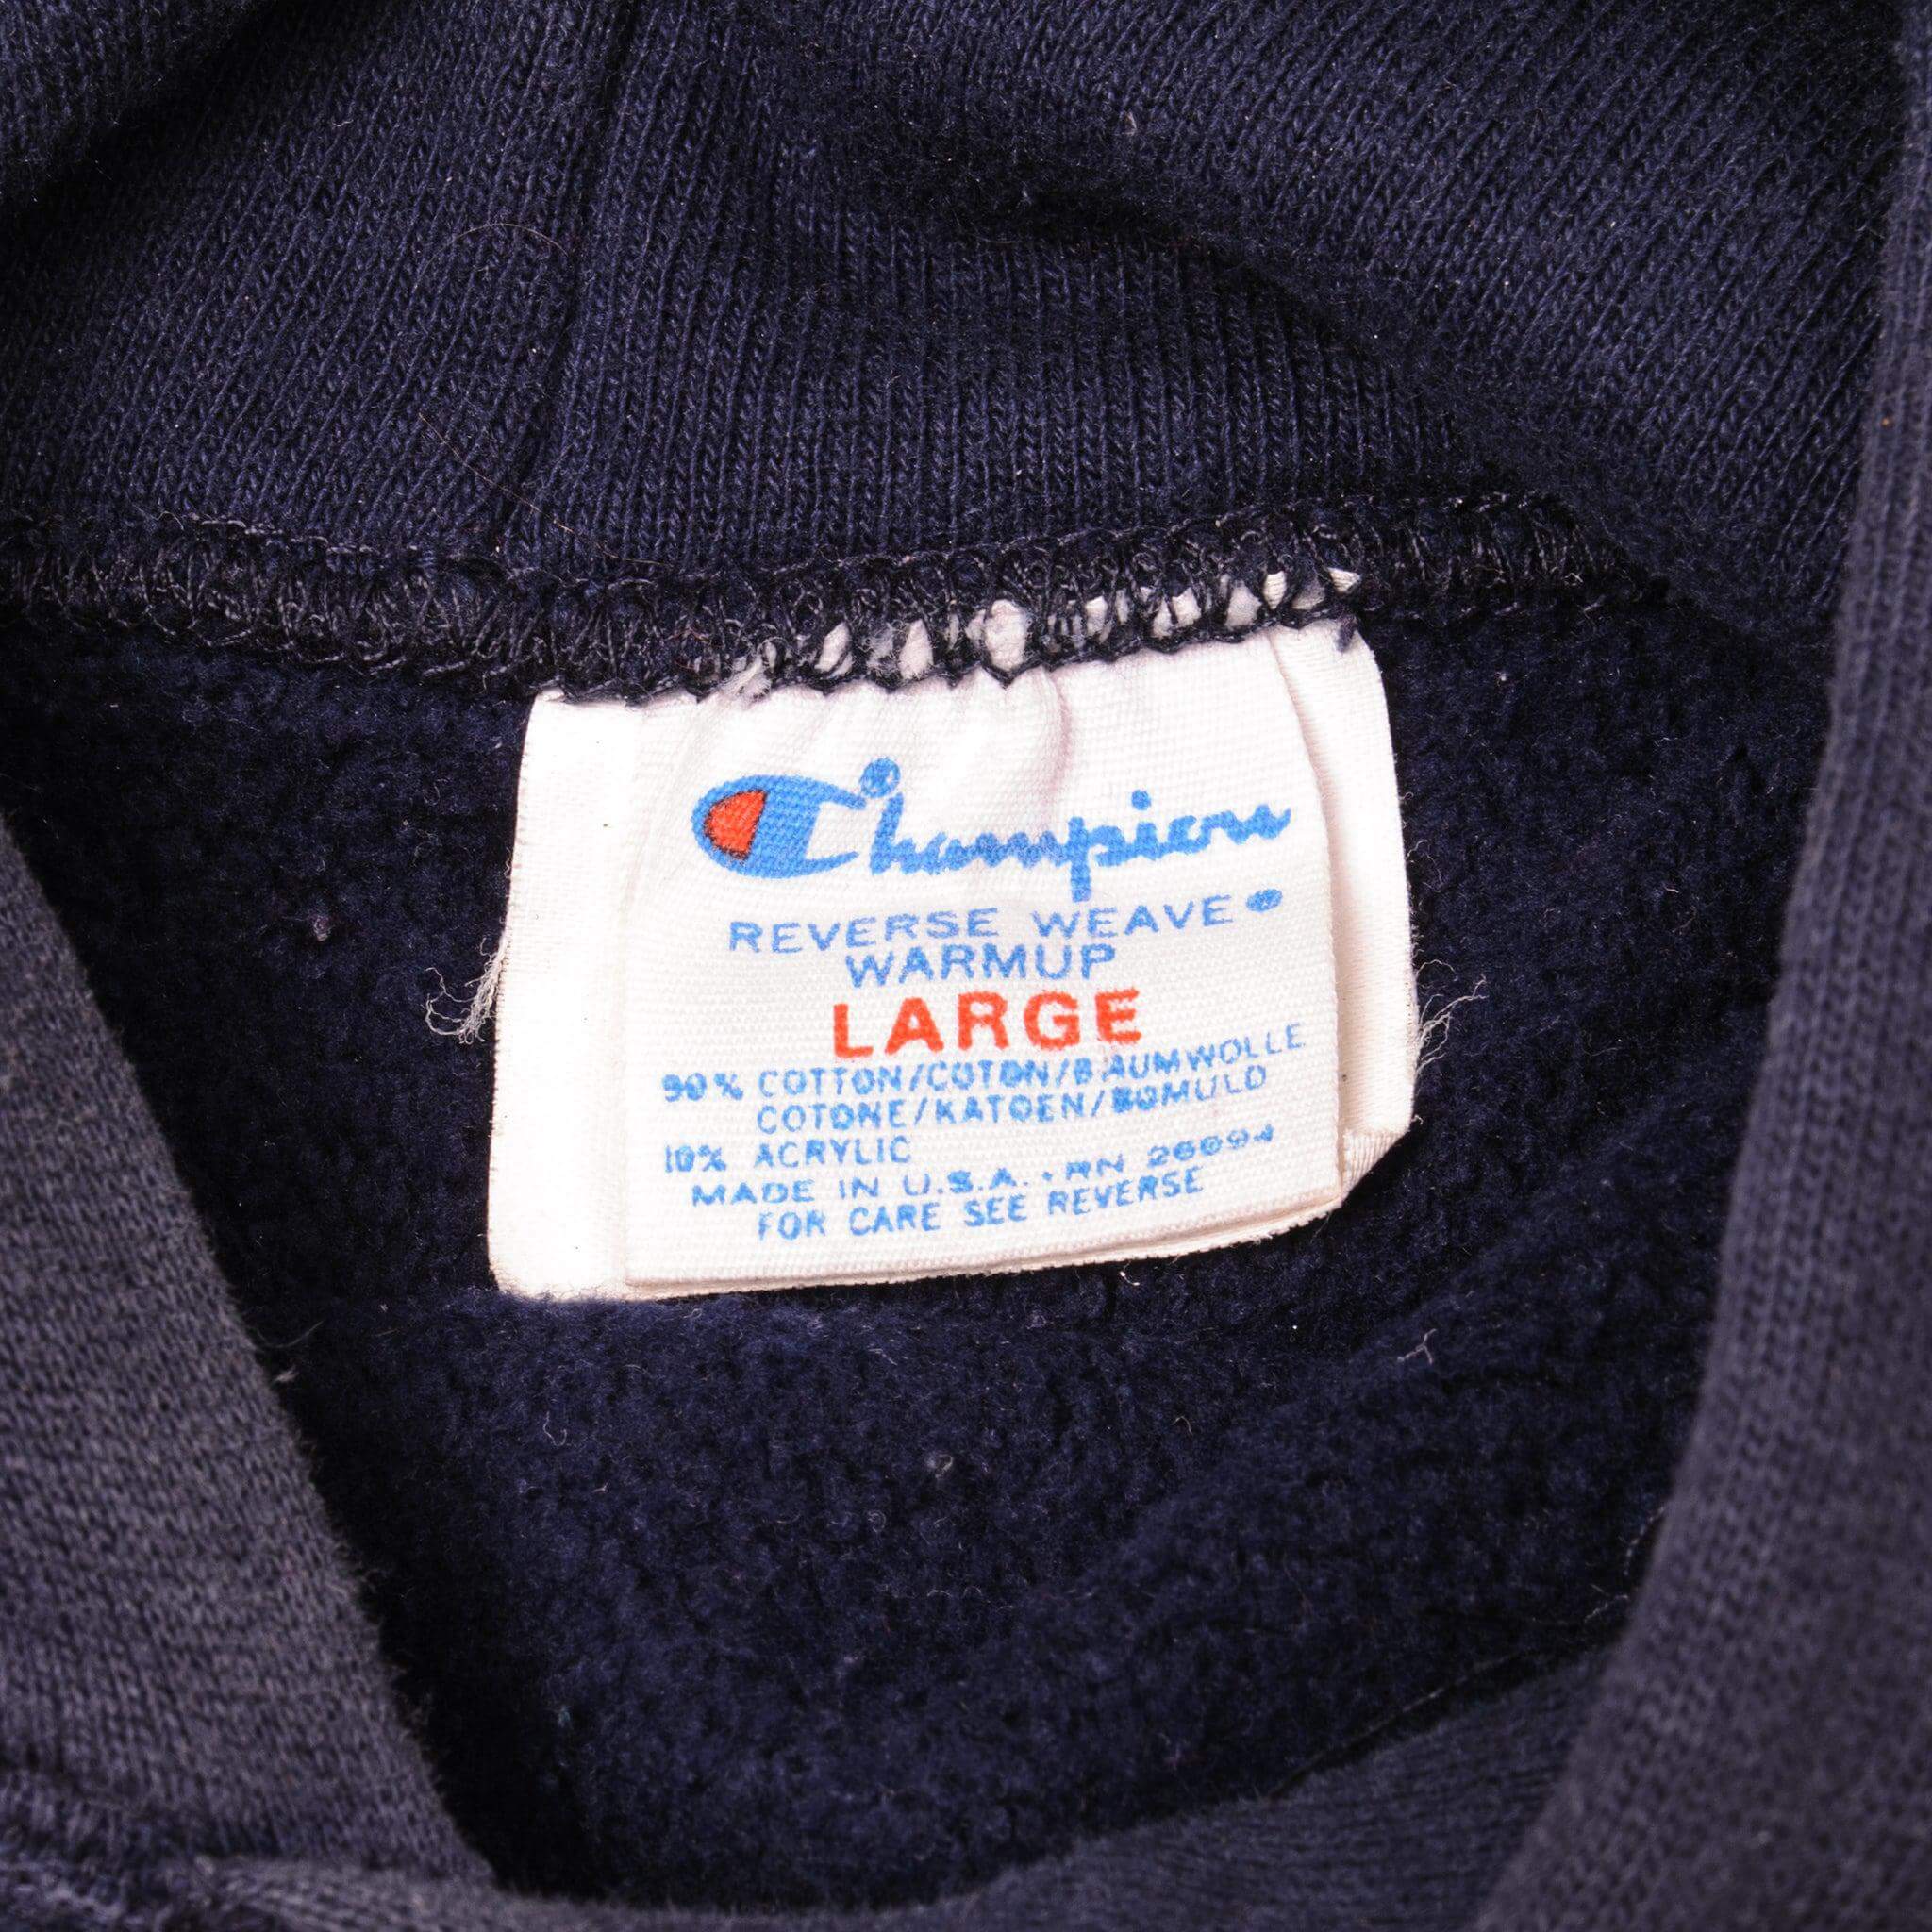 Champion
REVERSE WEAVE
WARMUP
LARGE
90% COTTON/COTON/BAUMWOLLE
COTONE/KATOEN/BOMULD
10% ACRYLIC
MADE IN U.S.A. • RN 26094
FOR CARE SEE REVERSE